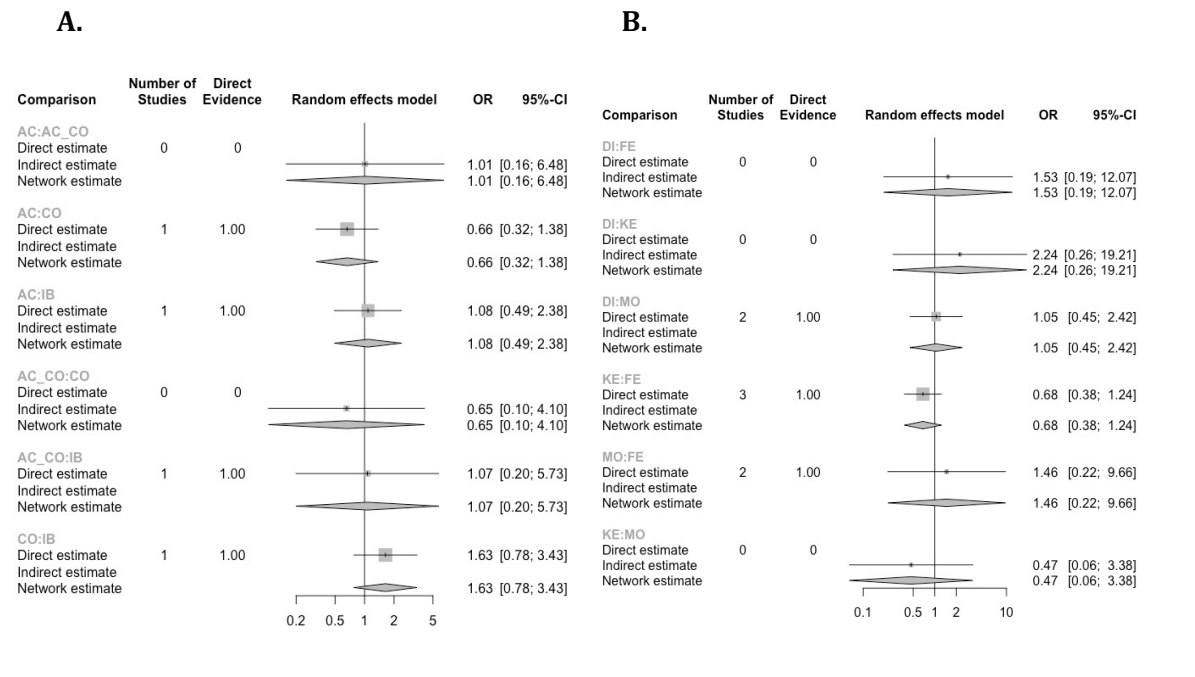 A.
Number of Direct
Comparison Studies Evidence Random effects model OR 95%-CI
AC:AC_CO
Direct estimate 0 0
Indirect estimate 1.01 [0.16; 6.48]
Network estimate 1.01 [0.16; 6.48]
AC:CO
Direct estimate 1 1.00 0.66 [0.32; 1.38]
Indirect estimate
Network estimate 0.66 [0.32; 1.38]
AC:IB
Direct estimate 1 1.00 1.08 [0.49; 2.38]
Indirect estimate
Network estimate 1.08 [0.49; 2.38]
AC_CO:CO
Direct estimate 0 0
Indirect estimate 0.65 [0.10; 4.10]
Network estimate 0.65 [0.10; 4.10]
AC_CO:IB
Direct estimate 1 1.00 1.07 [0.20; 5.73]
Indirect estimate
Network estimate 1.07 [0.20; 5.73]
CO:IB
Direct estimate 1 1.00 1.63 [0.78; 3.43]
Indirect estimate
Network estimate 1.63 [0.78; 3.43]
0.2 0.5 1 2 5
B.
Number of Direct
Comparison Studies Evidence Random effects model OR 95%-CI
DI:FE
Direct estimate 0 0
Indirect estimate 1.53 [0.19; 12.07]
Network estimate 1.53 [0.19; 12.07]
DI:KE
Direct estimate 0 0
Indirect estimate 2.24 [0.26; 19.21]
Network estimate 2.24 [0.26; 19.21]
DI:MO
Direct estimate 2 1.00 1.05 [0.45; 2.42]
Indirect estimate
Network estimate 1.05 [0.45; 2.42]
KE:FE
Direct estimate 3 1.00 0.68 [0.38; 1.24]
Indirect estimate
Network estimate 0.68 [0.38; 1.24]
MO:FE
Direct estimate 2 1.00 1.46 [0.22; 9.66]
Indirect estimate
Network estimate 1.46 [0.22; 9.66]
KE:MO
Direct estimate 0 0
Indirect estimate 0.47 [0.06; 3.38]
Network estimate 0.47 [0.06; 3.38]
0.1 0.5 1 2 10